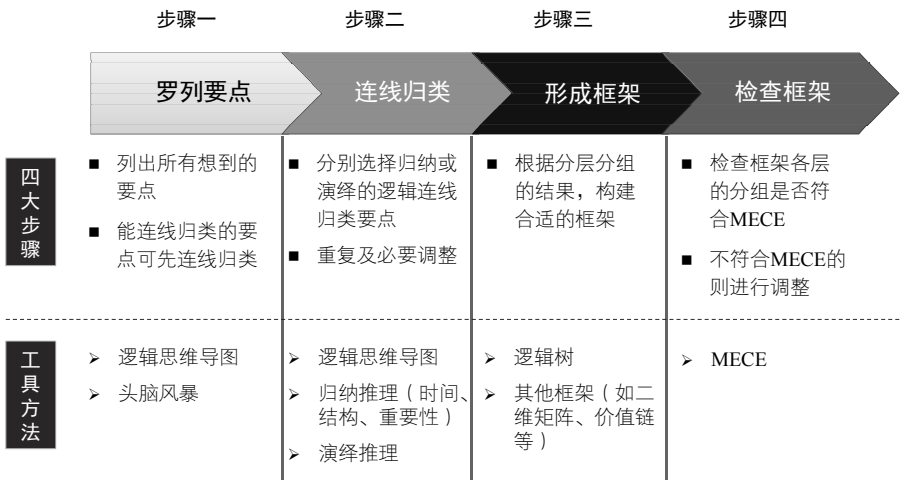 步骤一
步骤二
步骤三
步骤四
罗列要点
连线归类
形成框架
检查框架
四大步骤
列出所有想到的
要点
能连线归类的要
点可先连线归类
分别选择归纳或
演绎的逻辑连线
归类要点
重复及必要调整
根据分层分组
的结果，构建
合适的框架
检查框架各层
的分组是否符
合MECE
不符合MECE的
则进行调整
工具方法
逻辑思维导图
头脑风暴
逻辑思维导图
归纳推理（时间、
结构、重要性）
演绎推理
逻辑树
其他框架（如二
维矩阵、价值链
等）
MECE